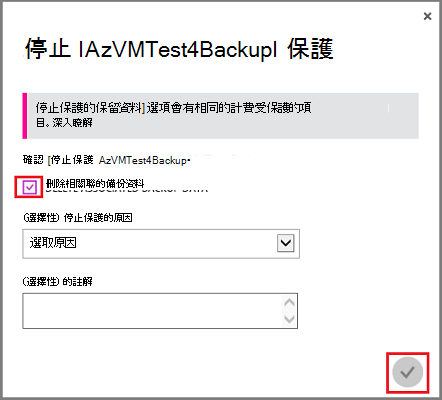 停止 IAzVMTest4BackupI 保護
停止保護的保留資料] 選項會有相同的計費受保護的項
目。深入瞭解
確認 [停止保護 AzVMTest4Backup•
刪除相關聯的備份資料
DELETE ASSOCIATED BACKUP DATA
(選擇性) 停止保護的原因
選取原因
(選擇性) 的註解